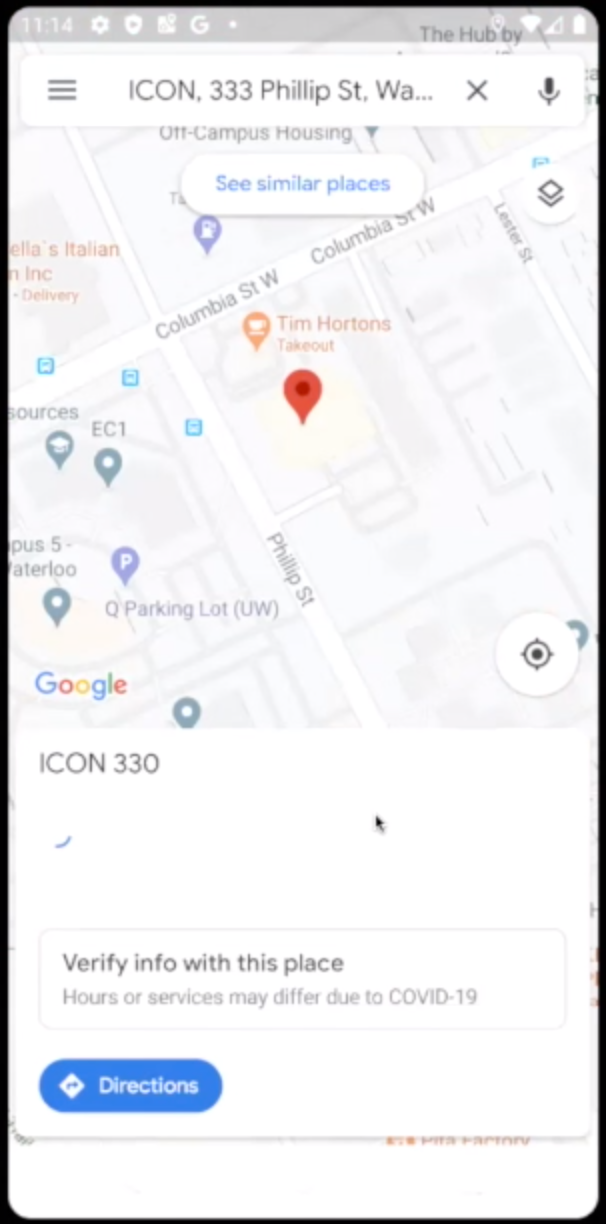 11:14
The Hub by
ICON, 333 Phillip St, Wa...
Off-Campus Housing
See similar places
Columbia St W
Lester St
ella's Italian
n Inc
- Delivery
Columbia St W
Tim Hortons
Takeout
sources
EC1
pus 5 -
Vaterloo
Phillip St
P
Q Parking Lot (UW)
Google
ICON 330
Verify info with this place
Hours or services may differ due to COVID-19
Directions
Pita Factory